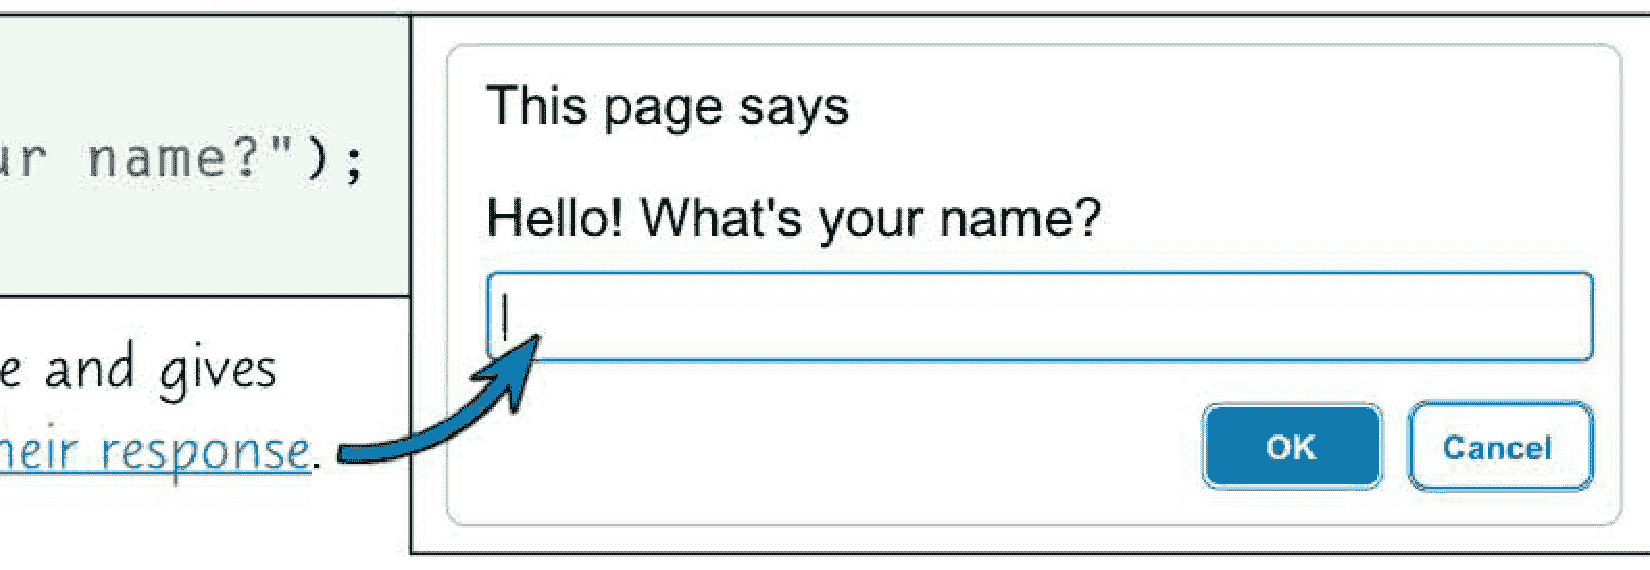 ur name?");
e and gives
heir response.
This page says
Hello! What's your name?
OK
Cancel